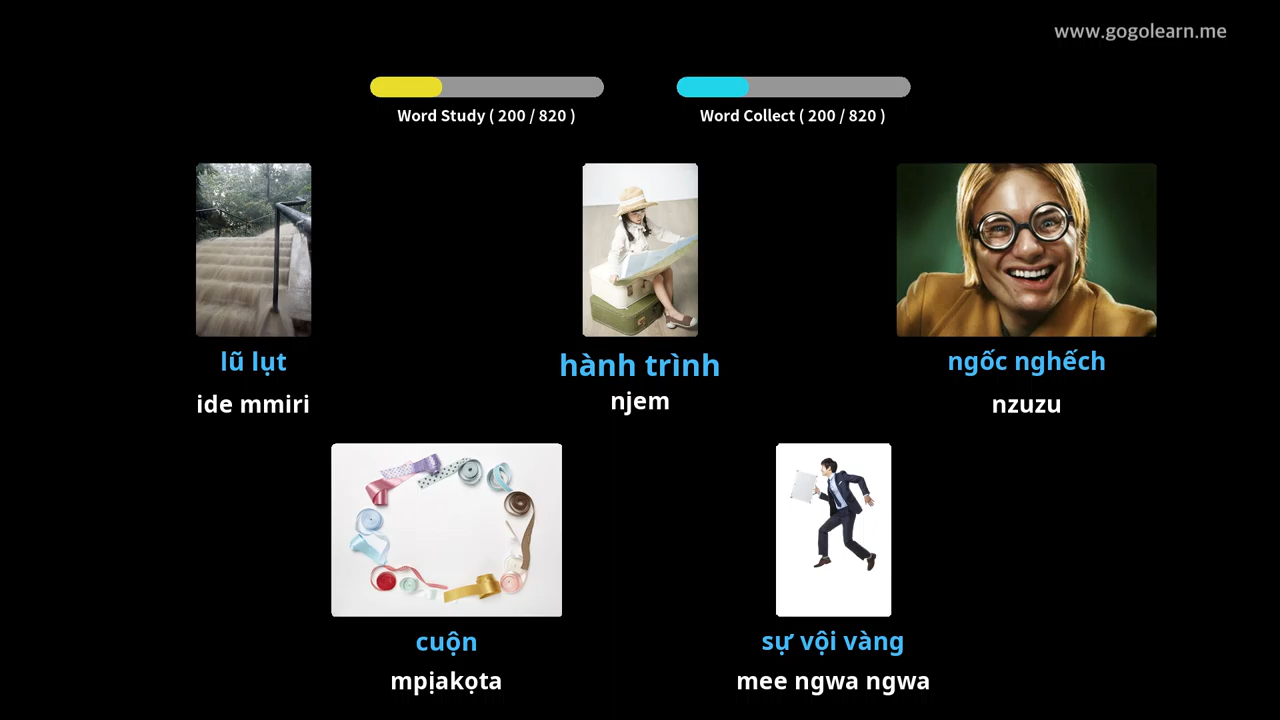 www.gogolearn.me
Word Study ( 200 / 820 )
Word Collect ( 200 / 820 )
lũ lụt
hành trình
ngốc nghếch
ide mmiri
njem
nzuzu
cuộn
sự vội vàng
mpịakọta
mee ngwa ngwa